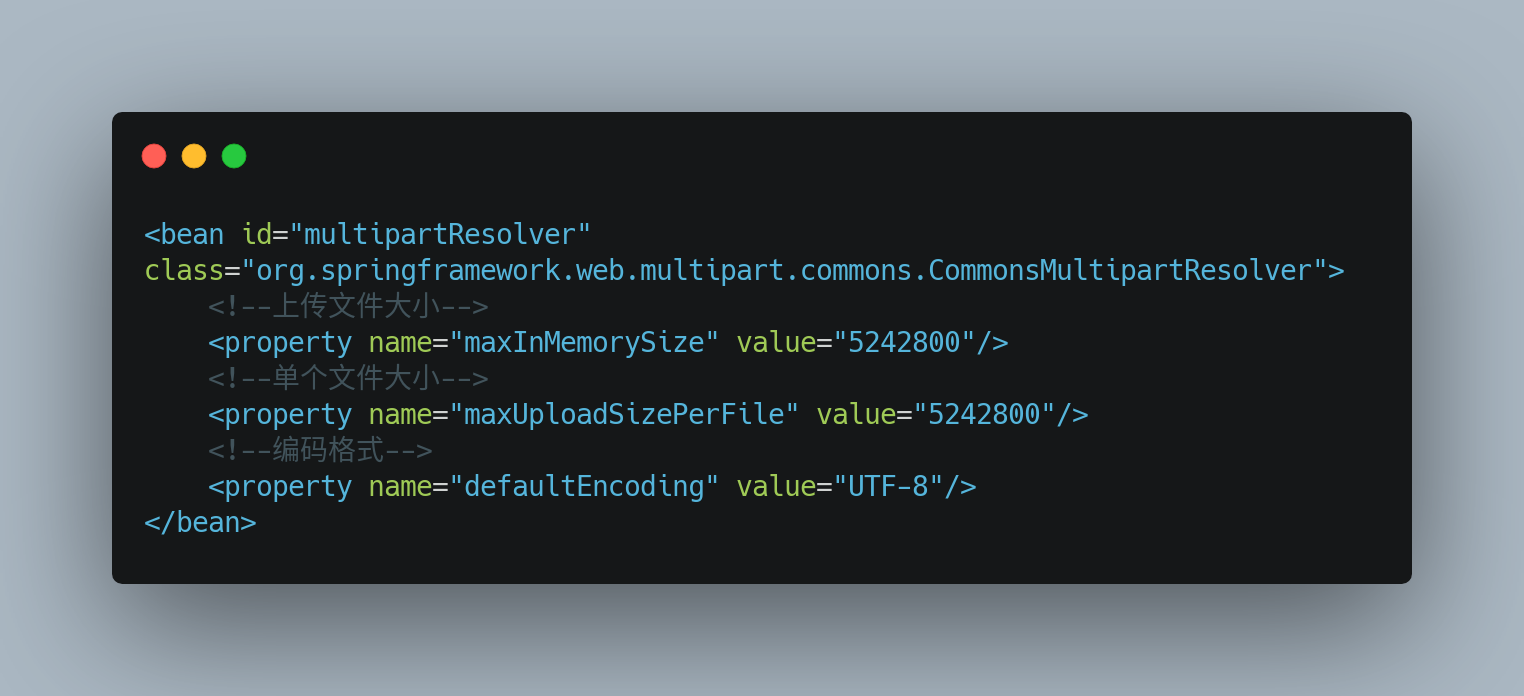 <bean id="multipartResolver"
class="org.springframework.web.multipart.commons.CommonsMultipartResolver">
    <!--上传文件大小-->
    <property name="maxInMemorySize" value="5242800"/>
    <!--单个文件大小-->
    <property name="maxUploadSizePerFile" value="5242800"/>
    <!--编码格式-->
    <property name="defaultEncoding" value="UTF-8"/>
</bean>